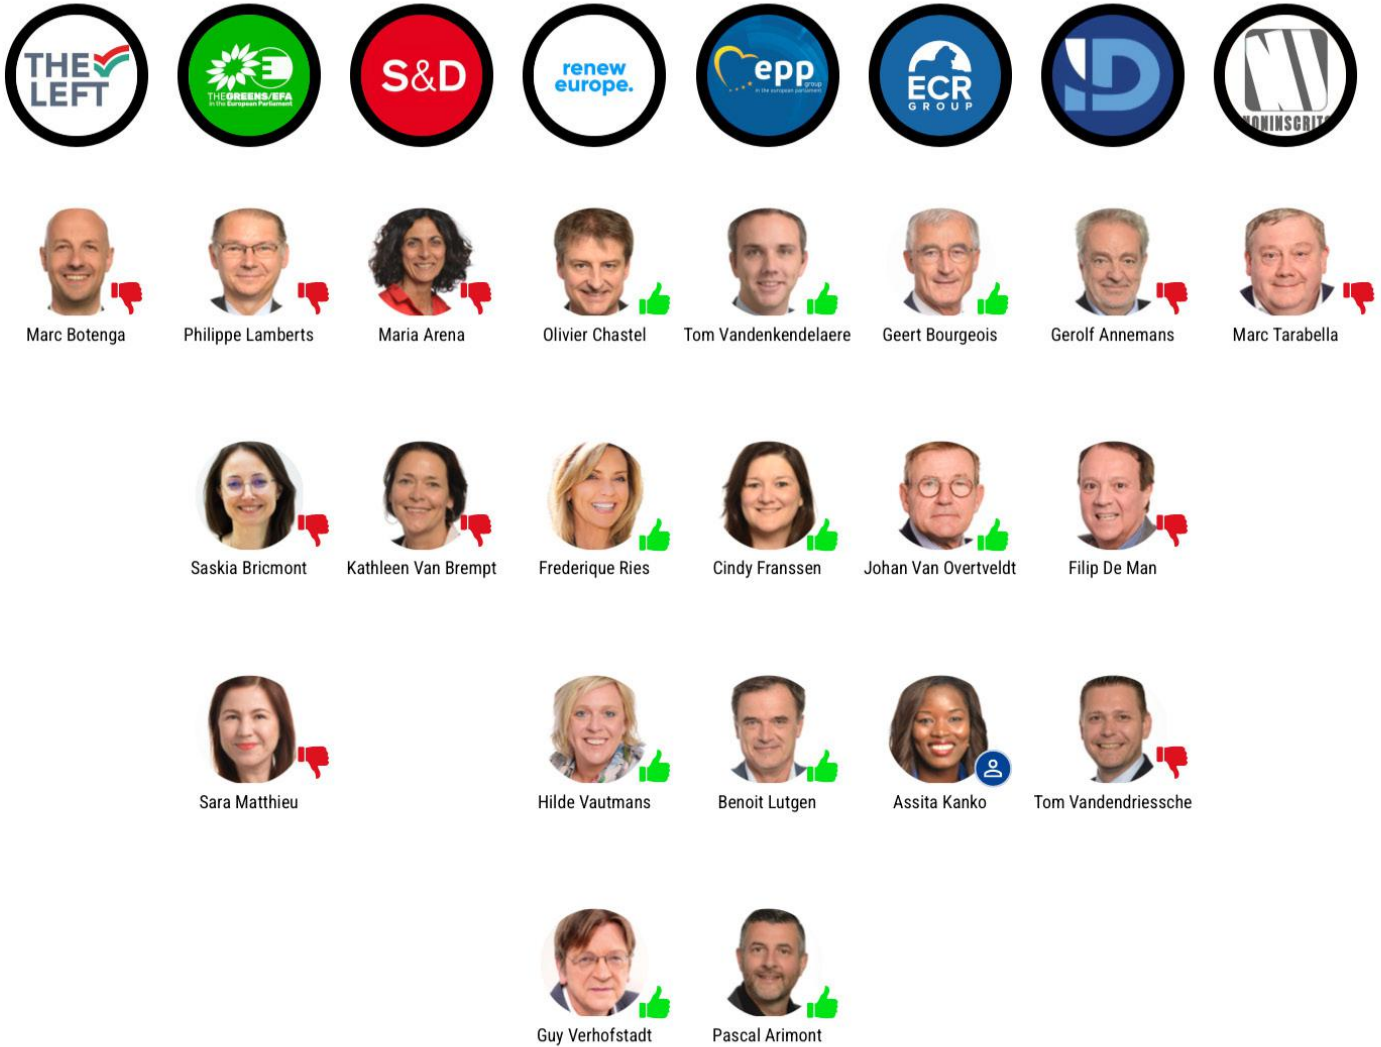 THE
LEFT
THE GREENS/EFA
in the European Parliament
S&D
renew
europe.
epp
group
in the european parliament
ECR
GROUP
ID
NI
NONINSCRITS
Marc Botenga
Philippe Lamberts
Maria Arena
Olivier Chastel
Tom Vandenkendelaere
Geert Bourgeois
Gerolf Annemans
Marc Tarabella
Saskia Bricmont
Kathleen Van Brempt
Frederique Ries
Cindy Franssen
Johan Van Overtveldt
Filip De Man
Sara Matthieu
Hilde Vautmans
Benoit Lutgen
Assita Kanko
Tom Vandendriessche
Guy Verhofstadt
Pascal Arimont